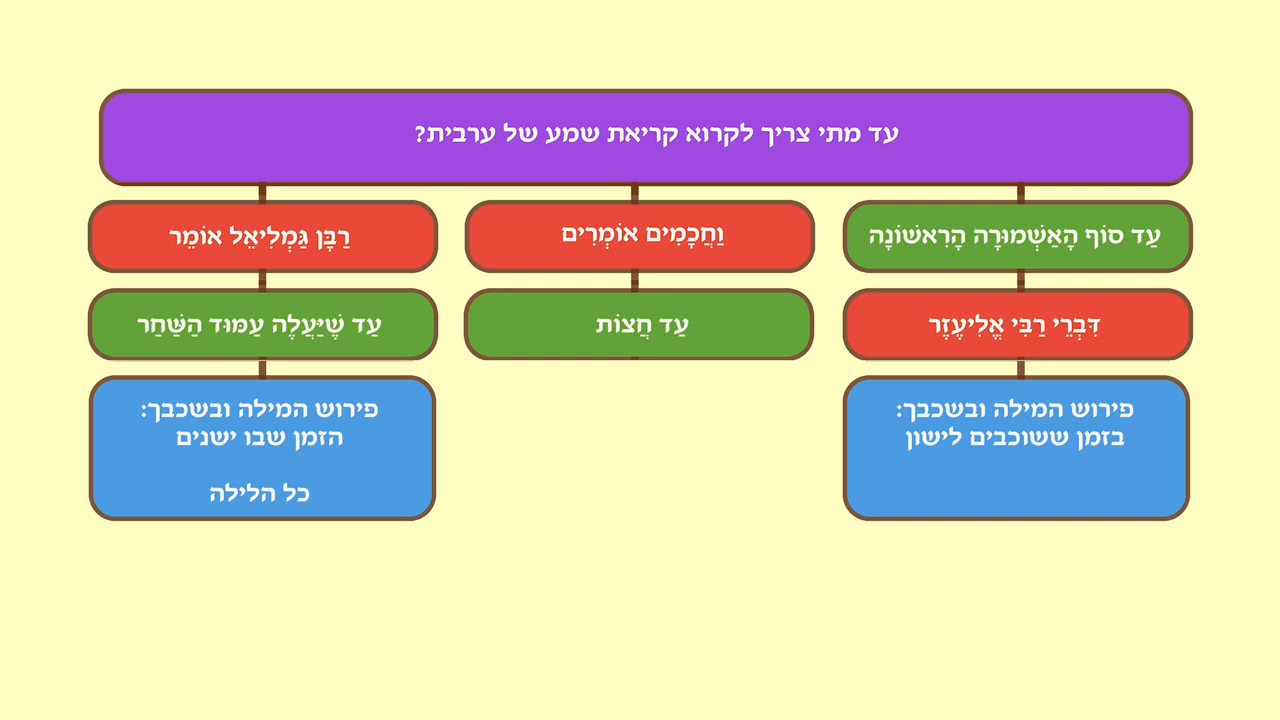 עד מתי צריך לקרוא קריאת שמע של ערבית?
עַד סוֹף הָאַשְׁמוּרָה הָרִאשׁוֹנָה
דִּבְרֵי רַבִּי אֱלִיעֶזֶר
פירוש המילה ובשכבך:
בזמן ששוכבים לישון
וַחֲכָמִים אוֹמְרִים
עַד חֲצוֹת
רַבָּן גַּמְלִיאֵל אוֹמֵר
עַד שֶׁיַּעֲלֶה עַמּוּד הַשַּׁחַר
פירוש המילה ובשכבך:
הזמן שבו ישנים
כל הלילה